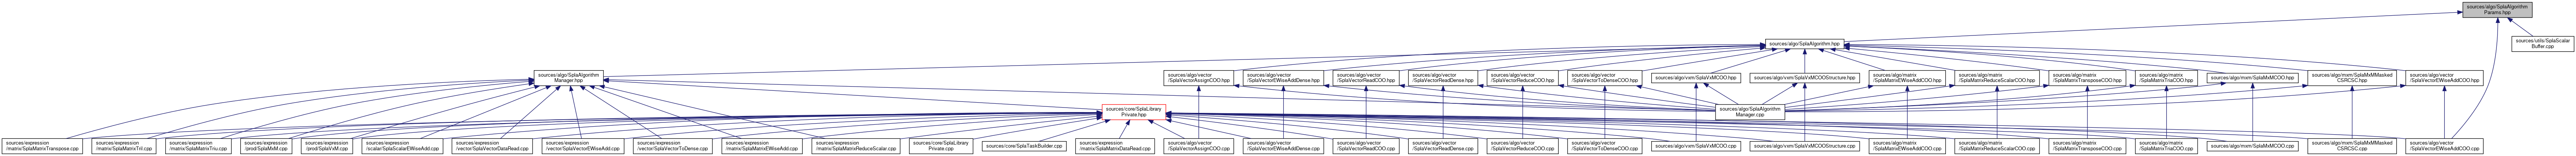 sources/algo/SplaAlgorithm
Params.hpp
sources/algo/SplaAlgorithm.hpp
sources/utils/SplaScalar
Buffer.cpp
sources/algo/SplaAlgorithm
Manager.hpp
sources/algo/vector
/SplaVectorAssignCOO.hpp
sources/algo/vector
/SplaVectorEWiseAddDense.hpp
sources/algo/vector
/SplaVectorReadCOO.hpp
sources/algo/vector
/SplaVectorReadDense.hpp
sources/algo/vector
/SplaVectorReduceCOO.hpp
sources/algo/vector
/SplaVectorToDenseCOO.hpp
sources/algo/vxm/SplaVxMCOO.hpp
sources/algo/vxm/SplaVxMCOOStructure.hpp
sources/algo/matrix
/SplaMatrixEWiseAddCOO.hpp
sources/algo/matrix
/SplaMatrixReduceScalarCOO.hpp
sources/algo/matrix
/SplaMatrixTransposeCOO.hpp
sources/algo/matrix
/SplaMatrixTriaCOO.hpp
sources/algo/mxm/SplaMxMCOO.hpp
sources/algo/mxm/SplaMxMMasked
CSRCSC.hpp
sources/algo/vector
/SplaVectorEWiseAddCOO.hpp
sources/core/SplaLibrary
Private.hpp
sources/algo/SplaAlgorithm
Manager.cpp
sources/expression
/matrix/SplaMatrixTranspose.cpp
sources/expression
/matrix/SplaMatrixTril.cpp
sources/expression
/matrix/SplaMatrixTriu.cpp
sources/expression
/prod/SplaMxM.cpp
sources/expression
/prod/SplaVxM.cpp
sources/expression
/scalar/SplaScalarEWiseAdd.cpp
sources/expression
/vector/SplaVectorDataRead.cpp
sources/expression
/vector/SplaVectorEWiseAdd.cpp
sources/expression
/vector/SplaVectorToDense.cpp
sources/expression
/matrix/SplaMatrixEWiseAdd.cpp
sources/expression
/matrix/SplaMatrixReduceScalar.cpp
sources/core/SplaLibrary
Private.cpp
sources/core/SplaTaskBuilder.cpp
sources/expression
/matrix/SplaMatrixDataRead.cpp
sources/algo/vector
/SplaVectorAssignCOO.cpp
sources/algo/vector
/SplaVectorEWiseAddDense.cpp
sources/algo/vector
/SplaVectorReadCOO.cpp
sources/algo/vector
/SplaVectorReadDense.cpp
sources/algo/vector
/SplaVectorReduceCOO.cpp
sources/algo/vector
/SplaVectorToDenseCOO.cpp
sources/algo/vxm/SplaVxMCOO.cpp
sources/algo/vxm/SplaVxMCOOStructure.cpp
sources/algo/matrix
/SplaMatrixEWiseAddCOO.cpp
sources/algo/matrix
/SplaMatrixReduceScalarCOO.cpp
sources/algo/matrix
/SplaMatrixTransposeCOO.cpp
sources/algo/matrix
/SplaMatrixTriaCOO.cpp
sources/algo/mxm/SplaMxMCOO.cpp
sources/algo/mxm/SplaMxMMasked
CSRCSC.cpp
sources/algo/vector
/SplaVectorEWiseAddCOO.cpp